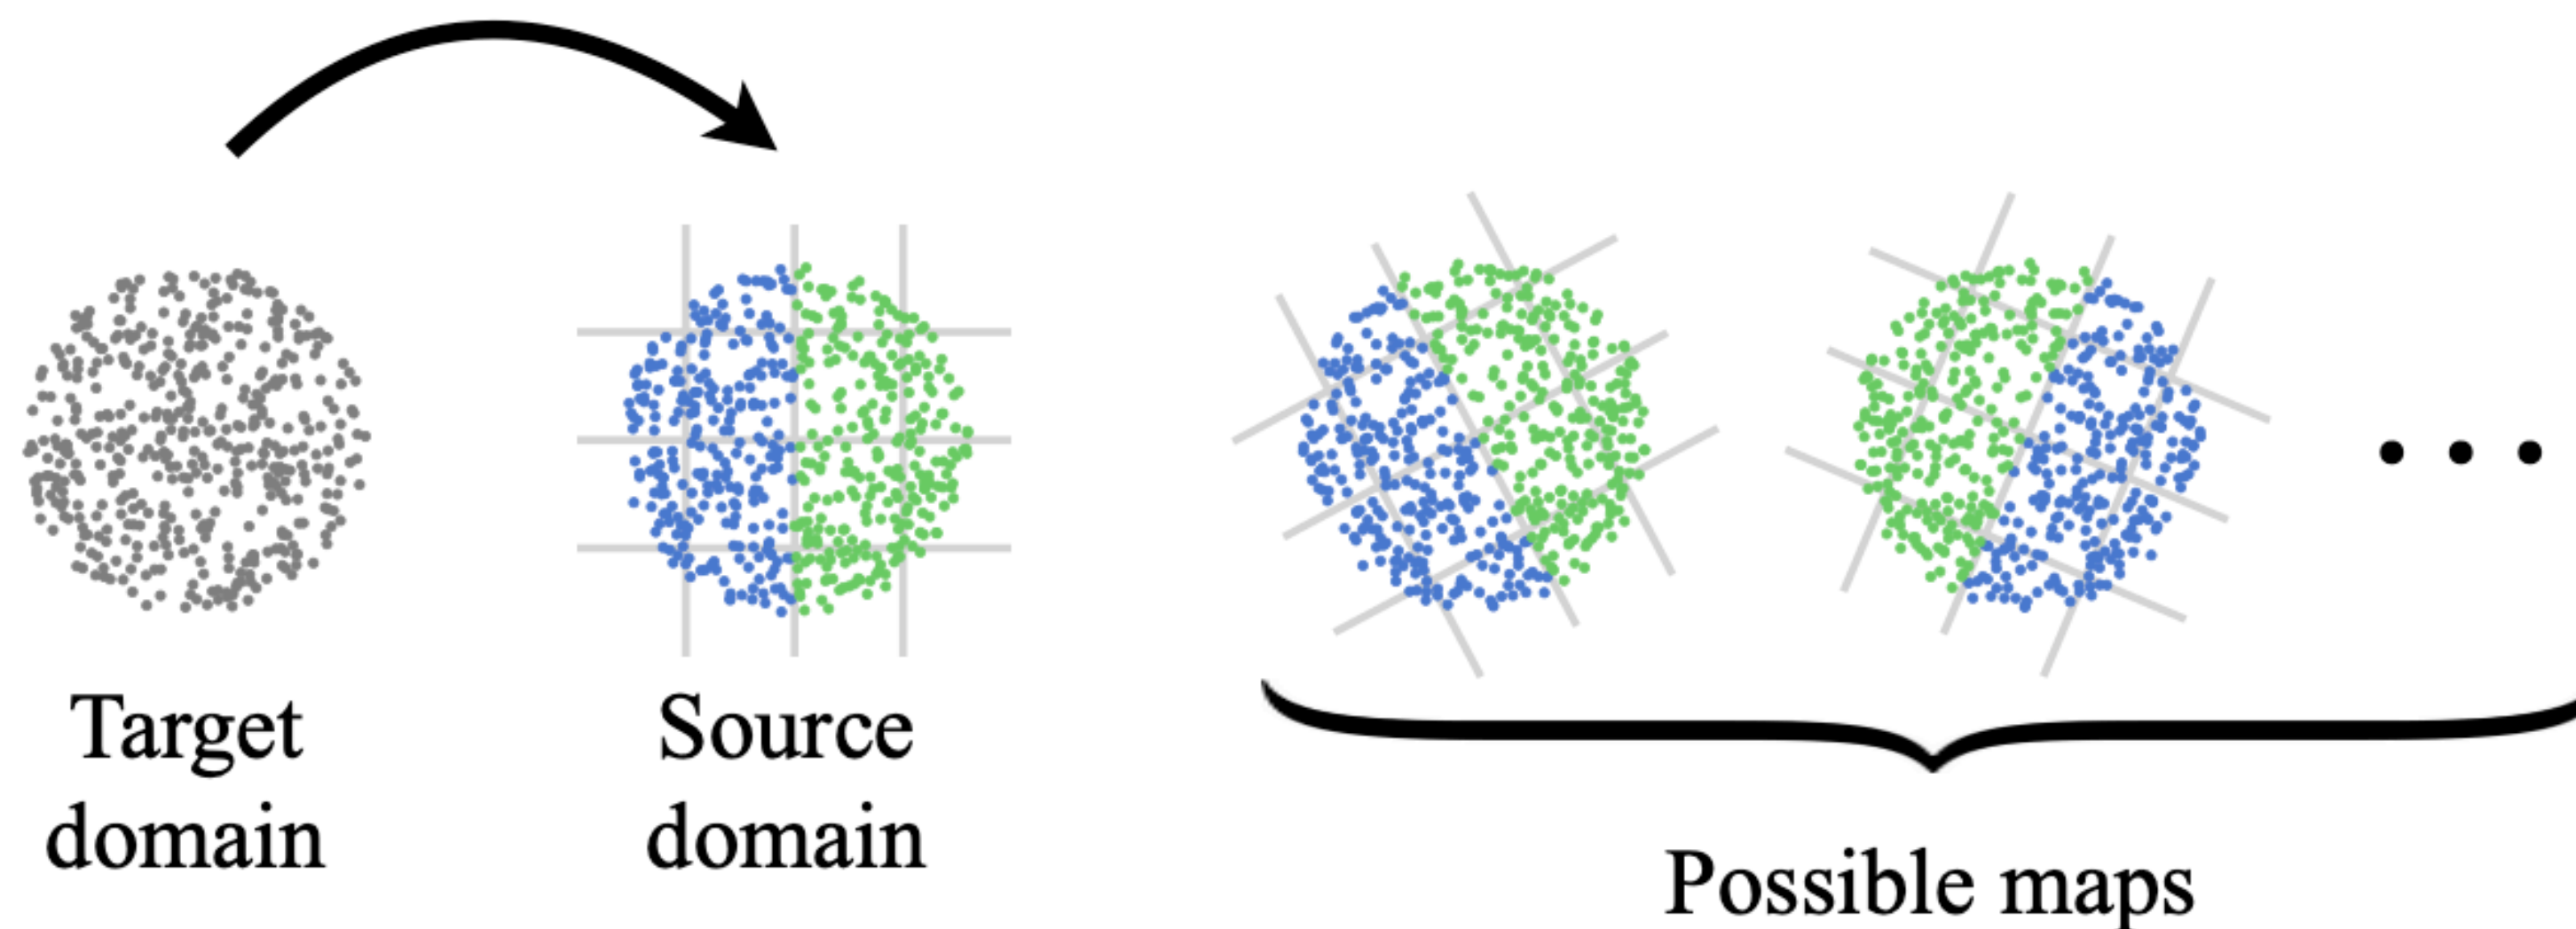 Target
domain
Source
domain
Possible maps